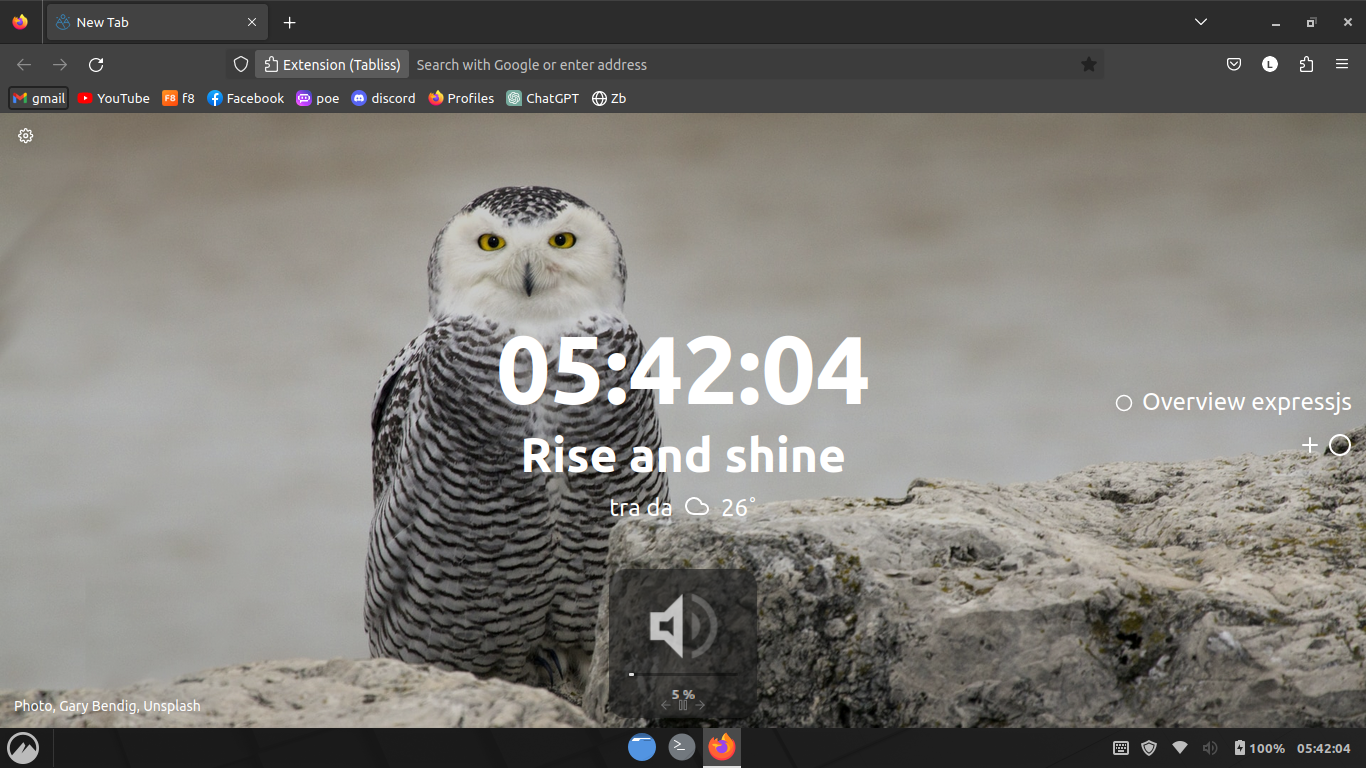 New Tab
Extension (Tabliss) Search with Google or enter address L
gmail YouTube F8 f8 Facebook poe discord Profiles ChatGPT Zb
05:42:04
Overview expressjs
Rise and shine
tra da 26°
5 %
Photo, Gary Bendig, Unsplash
100% 05:42:04